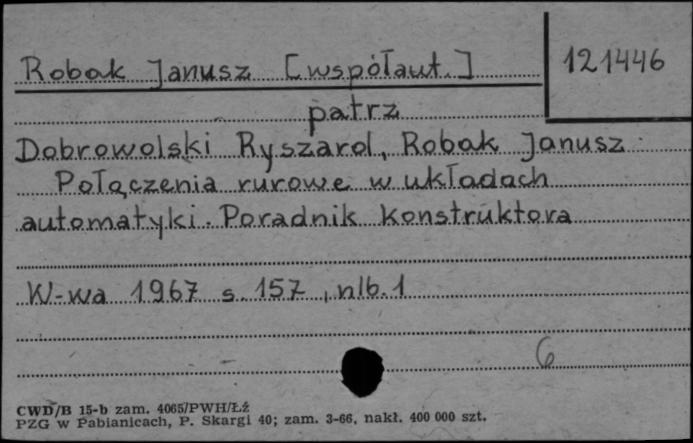 Robak Janusz [współaut.]
121446
patrz
Dobrowolski Ryszard, Robak Janusz
Połączenia rurowe w układach
automatyki. Poradnik konstruktora
W-wa 1967 s. 157, nlb. 1
6
CWD/B 15-b zam. 4065/PWH/Łź
PZG w Pabianicach, P. Skargi 40; zam. 3-66, nakł. 400 000 szt.